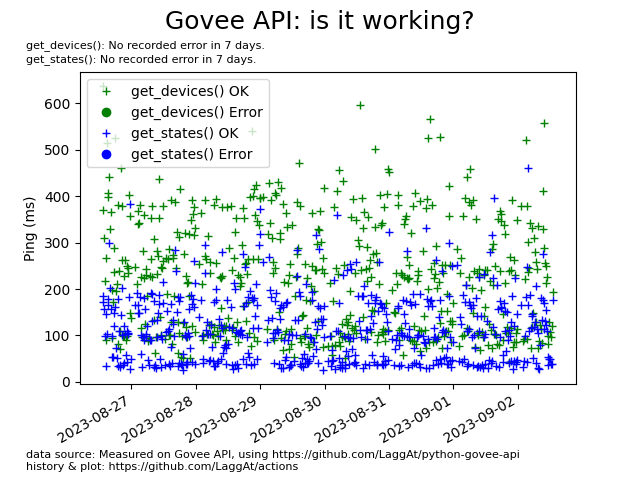 Govee API: is it working?
get_devices(): No recorded error in 7 days.
get_states(): No recorded error in 7 days.
get_devices() OK
get_devices() Error
get_states() OK
get_states() Error
Ping (ms)
600
500
400
300
200
100
0
2023-08-27
2023-08-28
2023-08-29
2023-08-30
2023-08-31
2023-09-01
2023-09-02
data source: Measured on Govee API, using https://github.com/LaggAt/python-govee-api
history & plot: https://github.com/LaggAt/actions